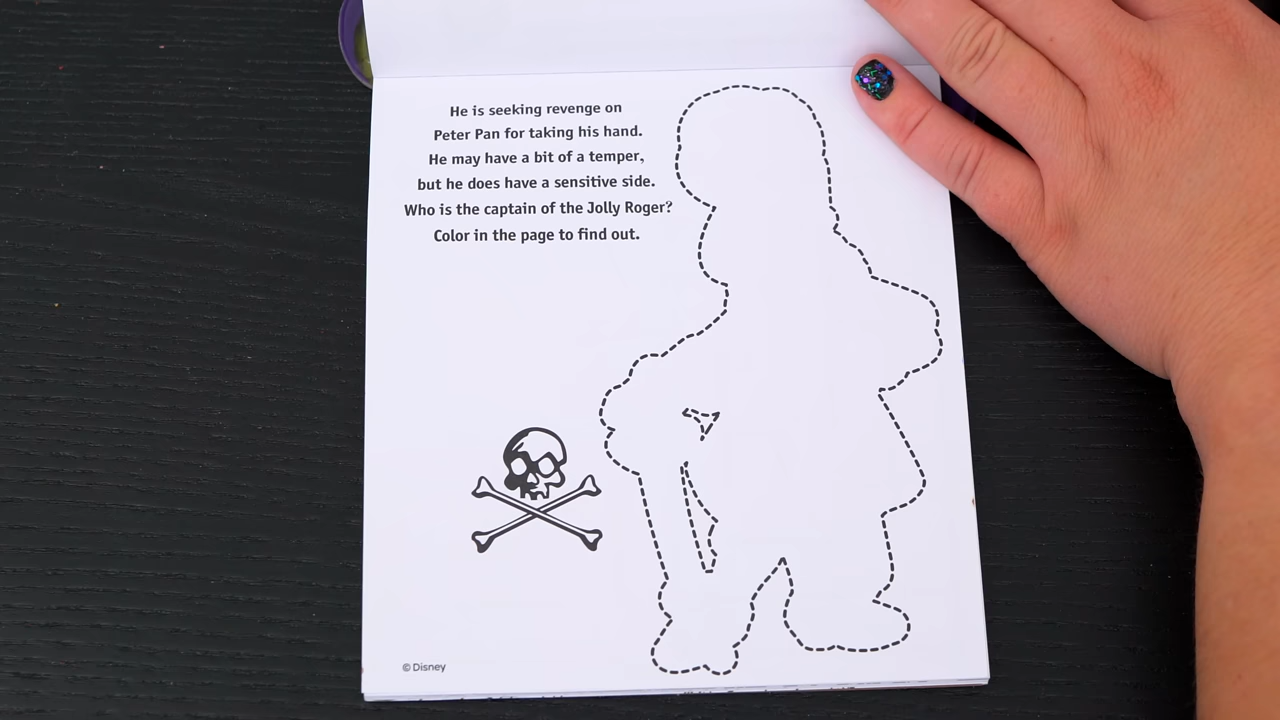 He is seeking revenge on
Peter Pan for taking his hand.
He may have a bit of a temper,
but he does have a sensitive side.
Who is the captain of the Jolly Roger?
Color in the page to find out.
© Disney